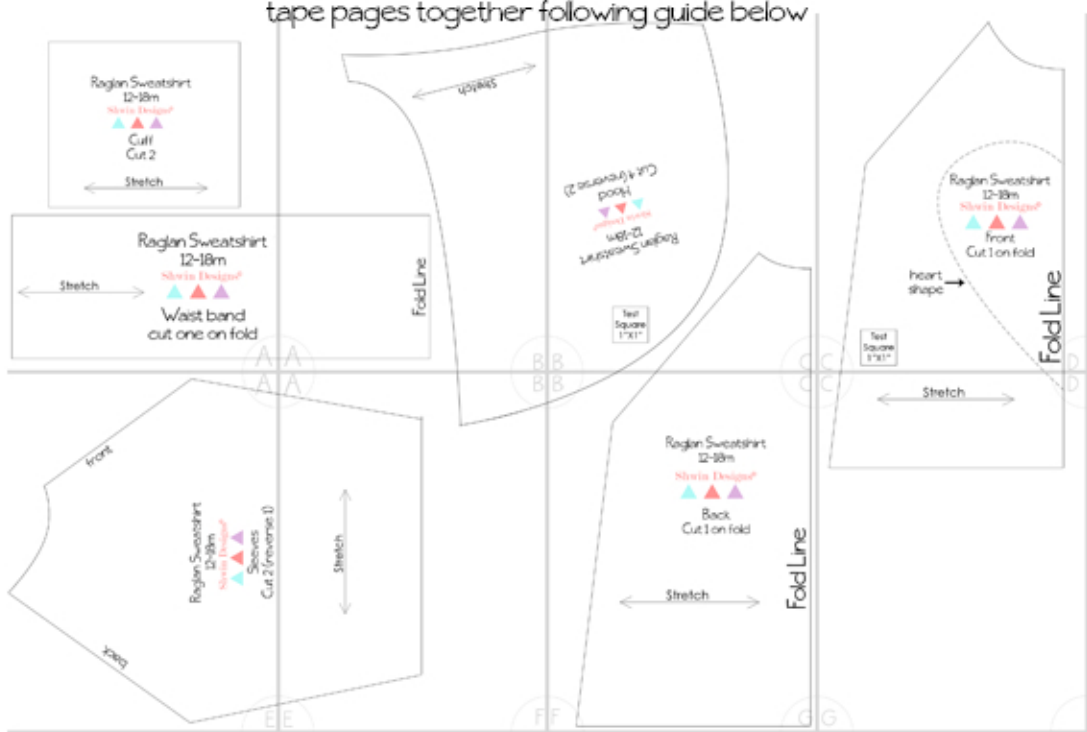 tape pages together following guide below
Raglan Sweatshirt
12-18m
Shwin Designs®
Cuff
Cut 2
Stretch
Raglan Sweatshirt
12-18m
Shwin Designs®
Stretch
Waist band
cut one on fold
Fold Line
Stretch
Raglan Sweatshirt
12-18m
Shwin Designs®
Hood
Cut 4 (reverse 2)
Test
Square
1"X1"
Raglan Sweatshirt
12-18m
Shwin Designs®
Front
Cut 1 on fold
heart
shape
Fold Line
Test
Square
1"X1"
Stretch
A A
A A
B B
B B
C C
C C
D
D
front
back
Raglan Sweatshirt
12-18m
Shwin Designs®
Sleeves
Cut 2 (reverse 1)
Stretch
Raglan Sweatshirt
12-18m
Shwin Designs®
Back
Cut 1 on fold
Stretch
Fold Line
E E
F F
G G